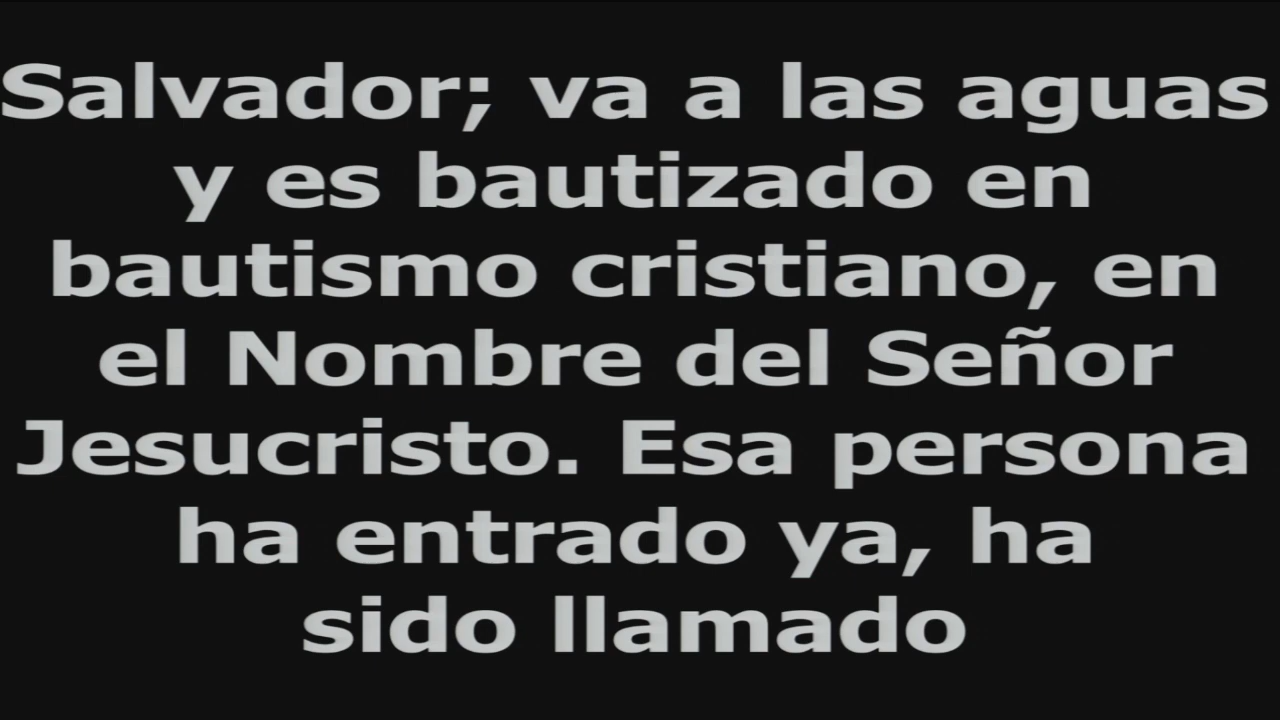 Salvador; va a las aguas
y es bautizado en
bautismo cristiano, en
el Nombre del Señor
Jesucristo. Esa persona
ha entrado ya, ha
sido llamado